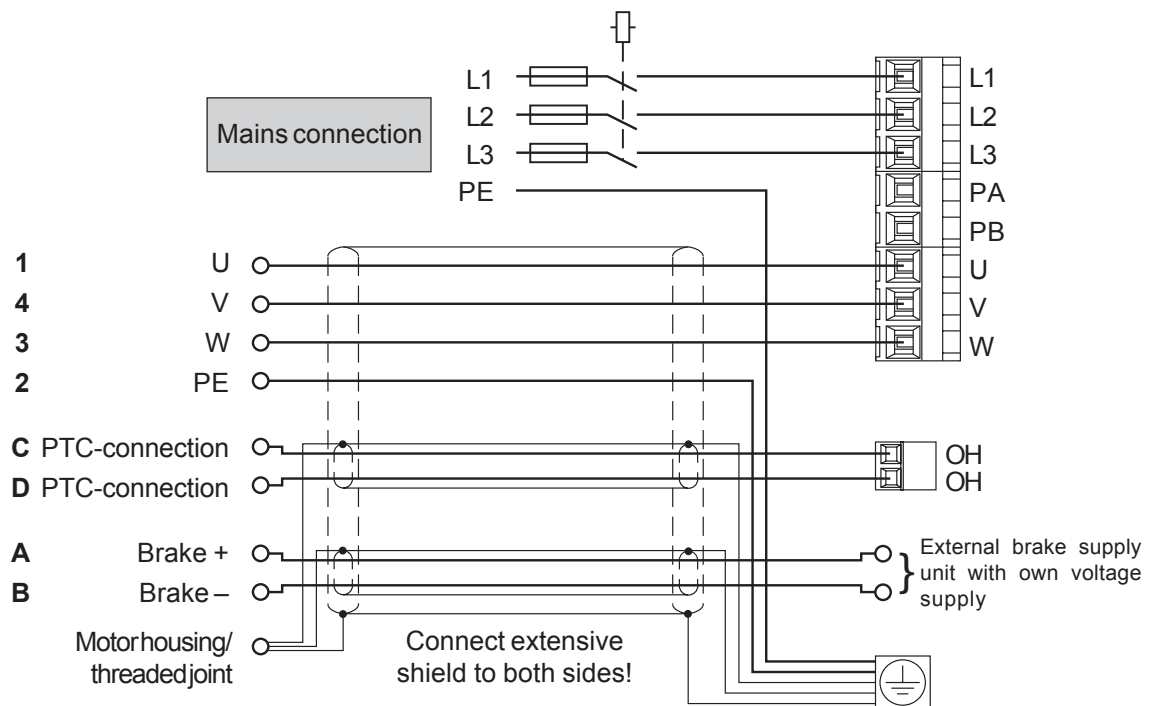 L1 L1
L2 L2
Mains connection
L3 L3
PE PA
PB
1 U U
4 V V
3 W W
2 PE
C PTC-connection OH
D PTC-connection OH
A Brake + External brake supply
unit with own voltage
B Brake – supply
Motorhousing/ Connect extensive
threadedjoint shield to both sides!
}